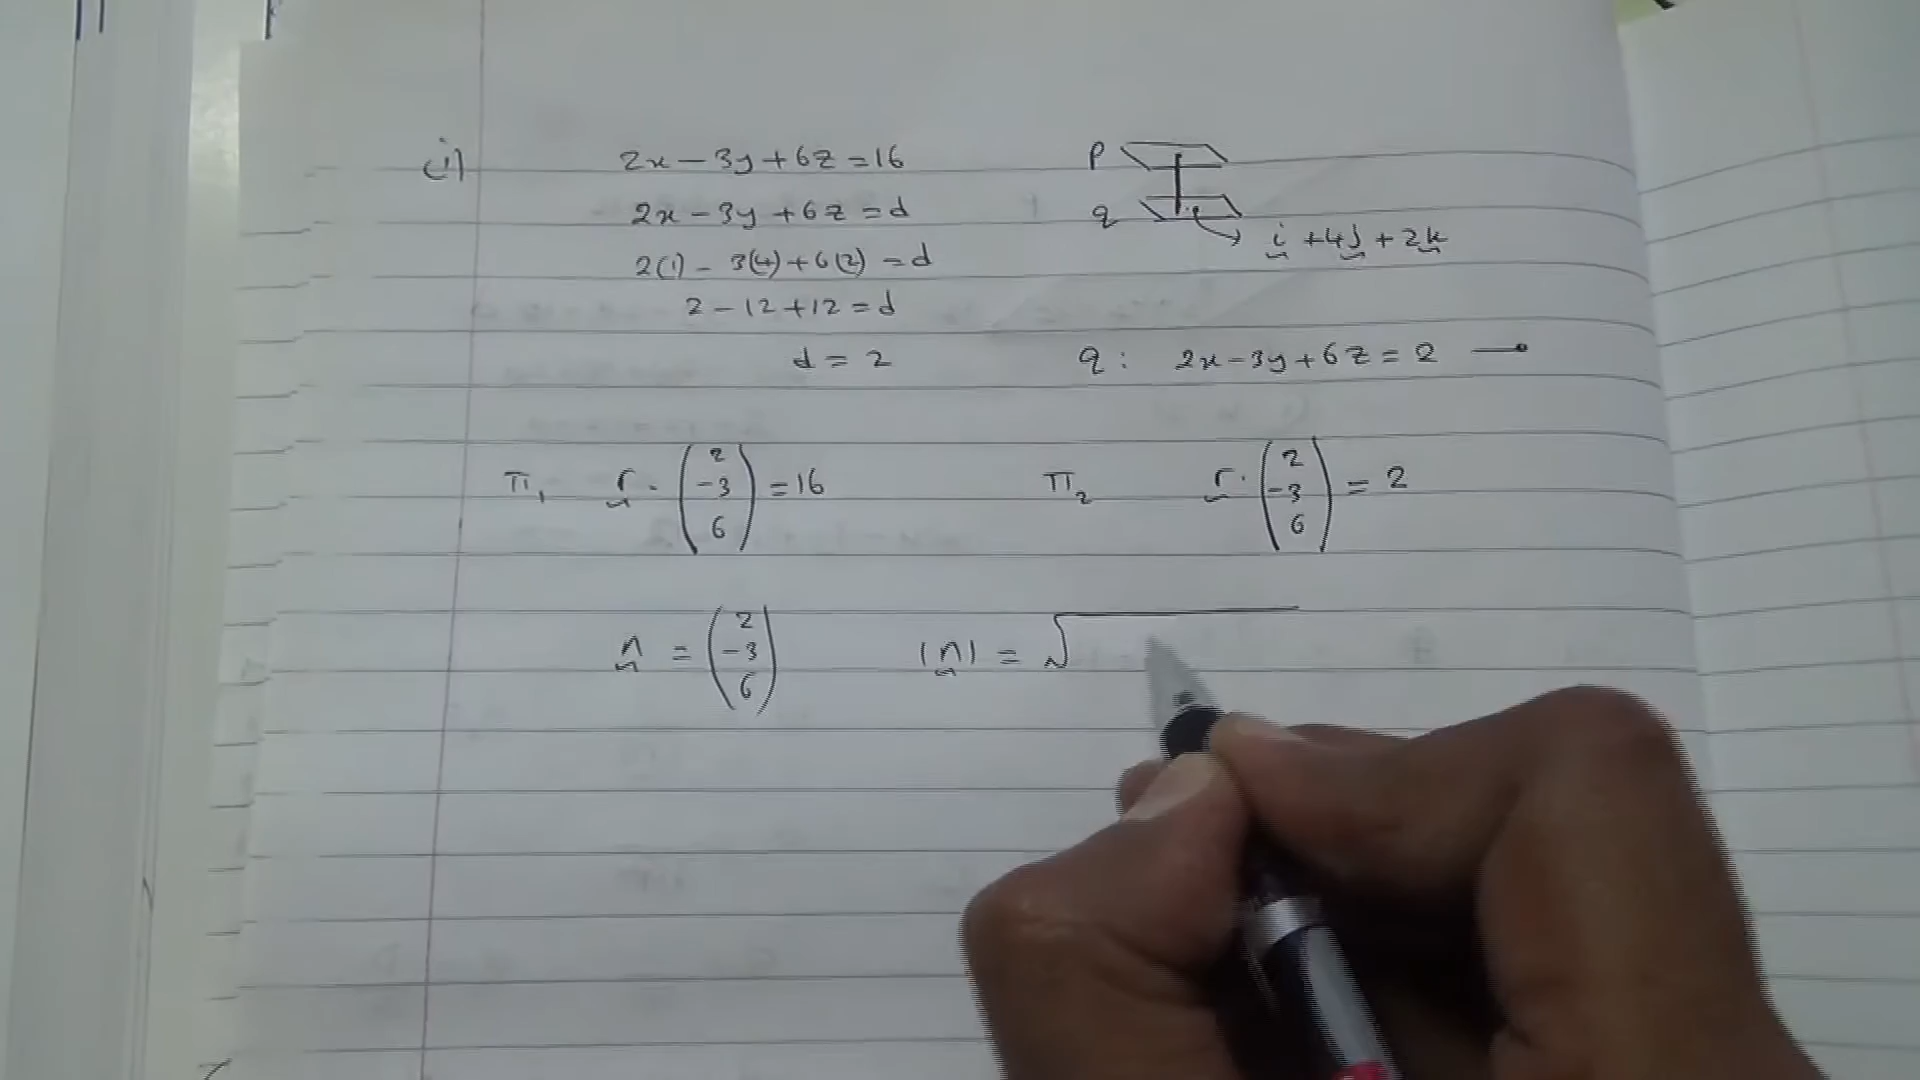 (i) 2x - 3y + 6z = 16 p
2x - 3y + 6z = d q
i + 4j + 2k
2(1) - 3(4) + 6(2) = d
2 - 12 + 12 = d
d = 2 q : 2x - 3y + 6z = 2
π₁ r · (2 -3 6) = 16 π₂ r · (2 -3 6) = 2
n = (2 -3 6) |n| = √